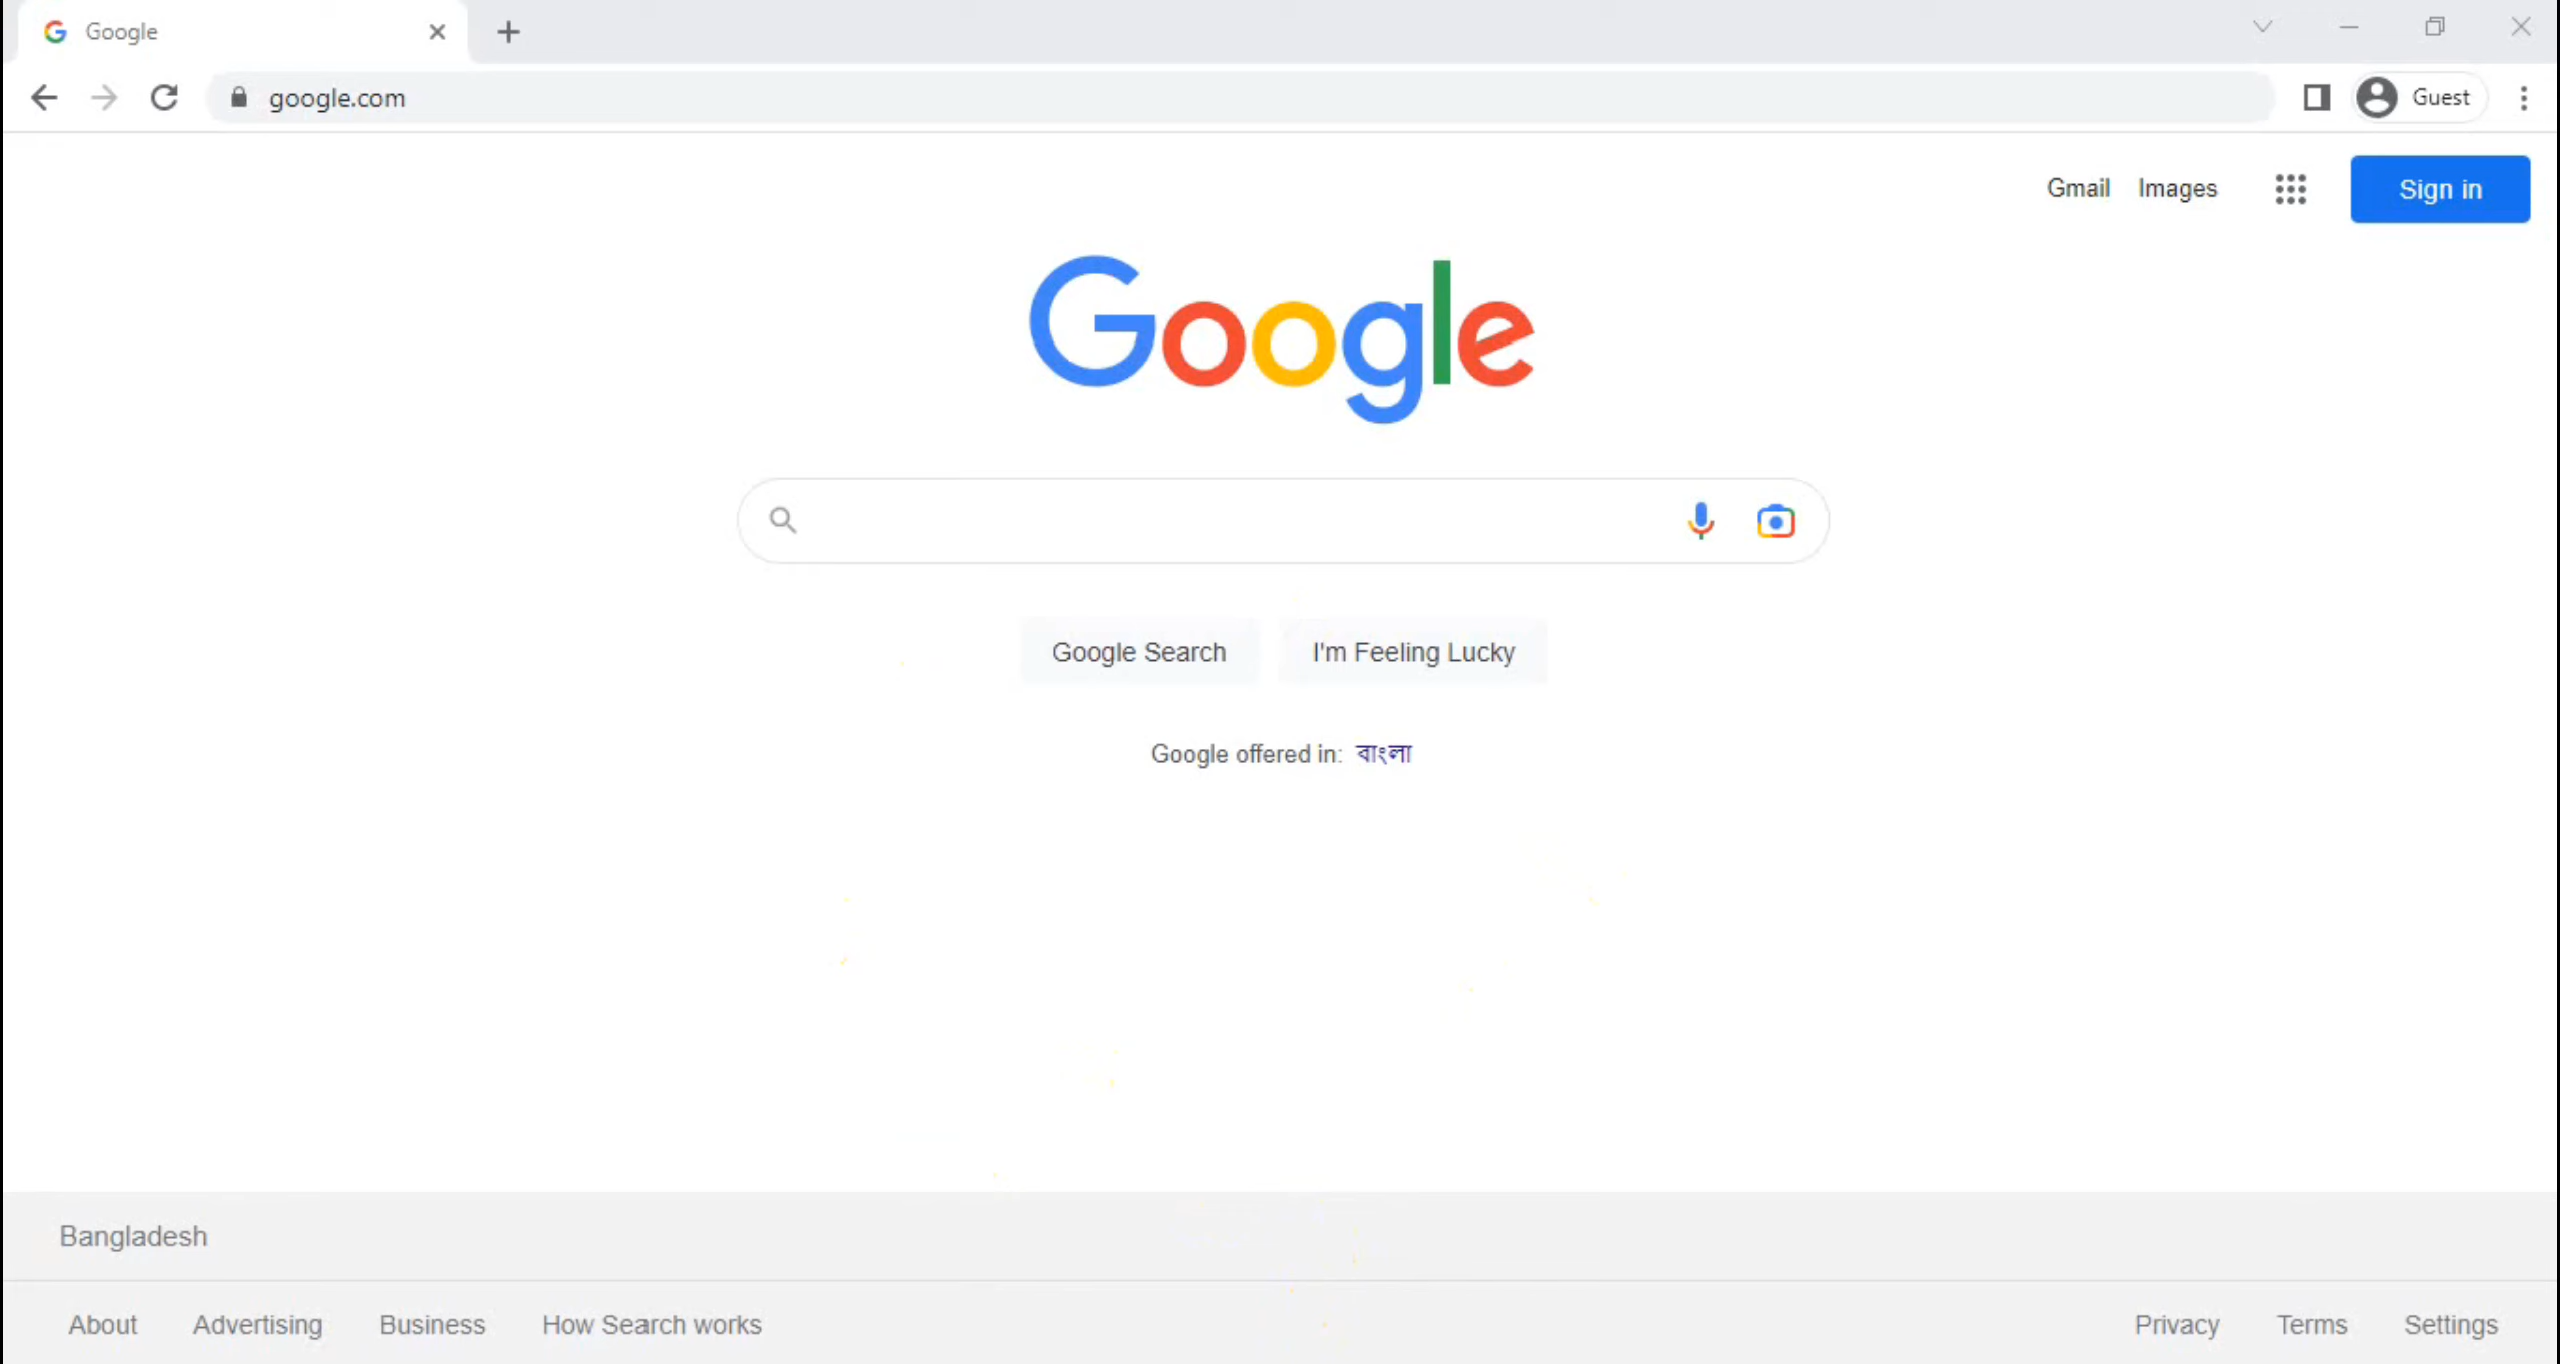 Google
google.com
Guest
Gmail Images
Sign in
Google
Google Search I'm Feeling Lucky
Google offered in: বাংলা
Bangladesh
About Advertising Business How Search works
Privacy Terms Settings